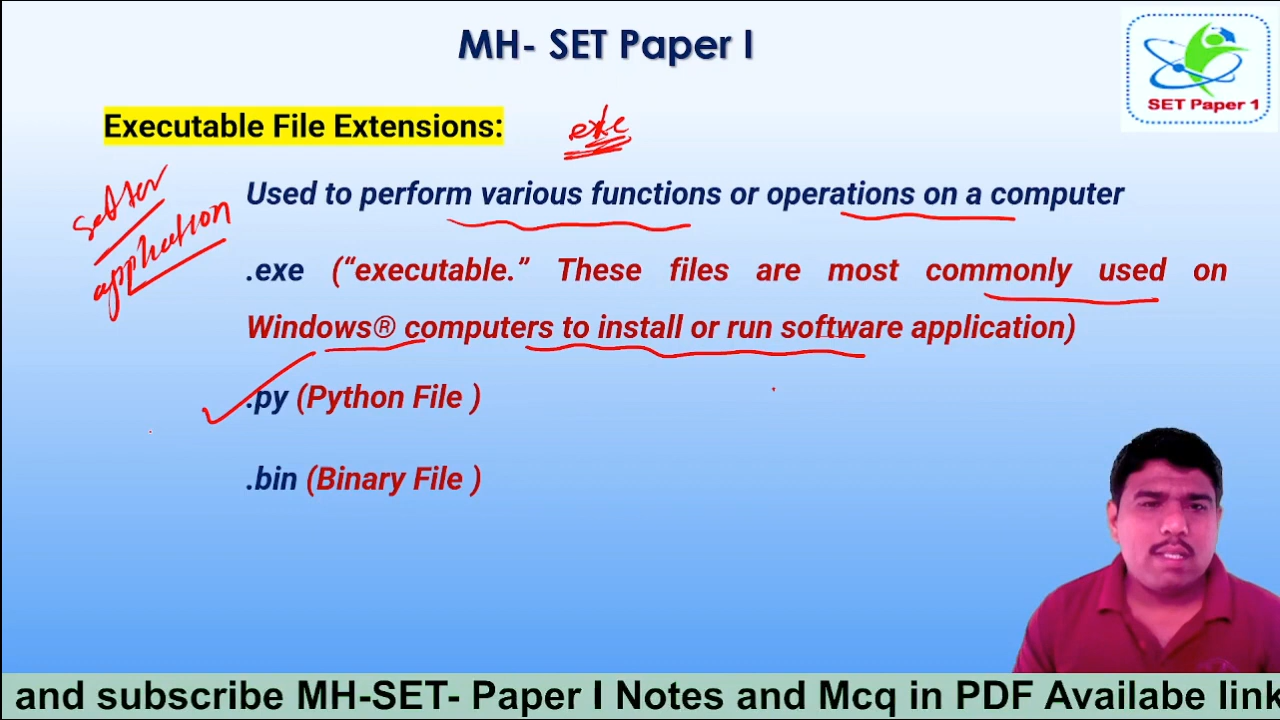 MH- SET Paper I
SET Paper 1
Executable File Extensions:
exe
application
Used to perform various functions or operations on a computer
.exe (“executable.” These files are most commonly used on
Windows® computers to install or run software application)
.py (Python File )
.bin (Binary File )
and subscribe MH-SET- Paper I Notes and Mcq in PDF Availabe link